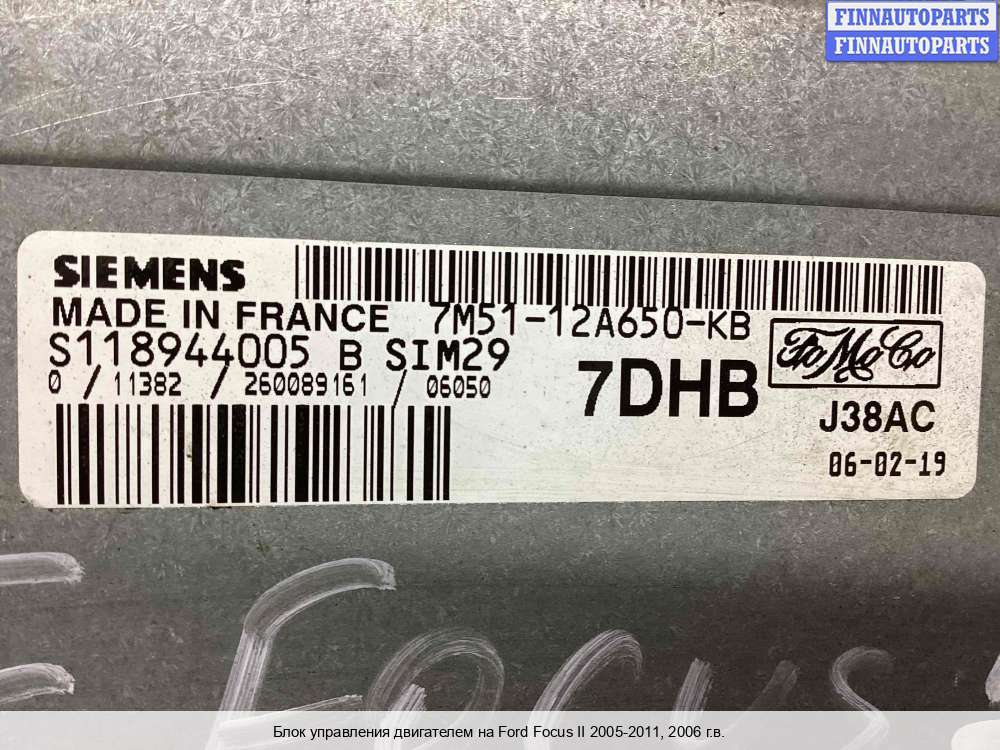 FINNAUTOPARTS
FINNAUTOPARTS
SIEMENS
MADE IN FRANCE 7M51-12A650-KB
S118944005 B SIM29
0 / 11382 / 260089161 / 06050
7DHB
FoMoCo
J38AC
06-02-19
F Focus
Блок управления двигателем на Ford Focus II 2005-2011, 2006 г.в.